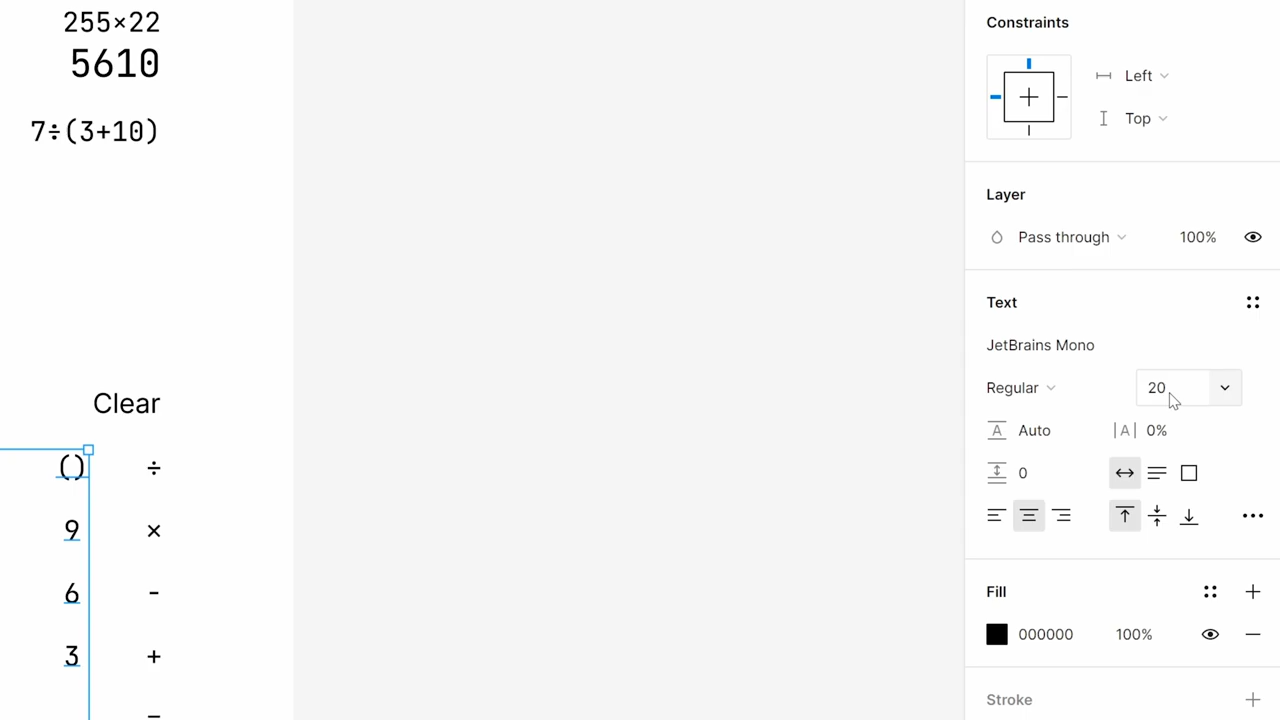 255×22
5610
7÷(3+10)
Clear
() ÷
9 ×
6 -
3 +
Constraints
Left
Top
Layer
Pass through 100%
Text
JetBrains Mono
Regular 20
A Auto |A| 0%
0
Fill
000000 100%
Stroke